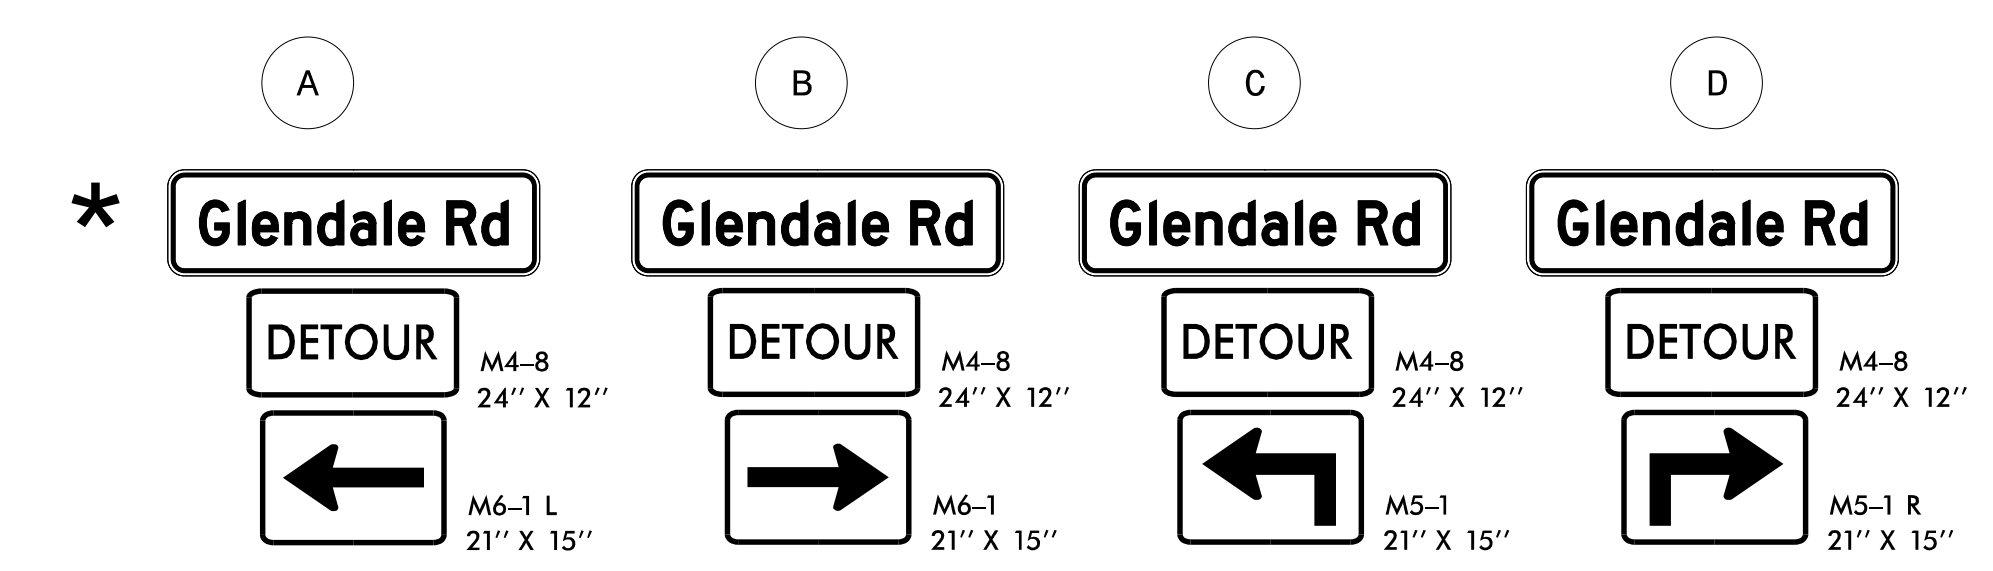 A
B
C
D
*
Glendale Rd
Glendale Rd
Glendale Rd
Glendale Rd
DETOUR
M4–8
24′′ X 12′′
DETOUR
M4–8
24′′ X 12′′
DETOUR
M4–8
24′′ X 12′′
DETOUR
M4–8
24′′ X 12′′
M6–1 L
21′′ X 15′′
M6–1
21′′ X 15′′
M5–1
21′′ X 15′′
M5–1 R
21′′ X 15′′